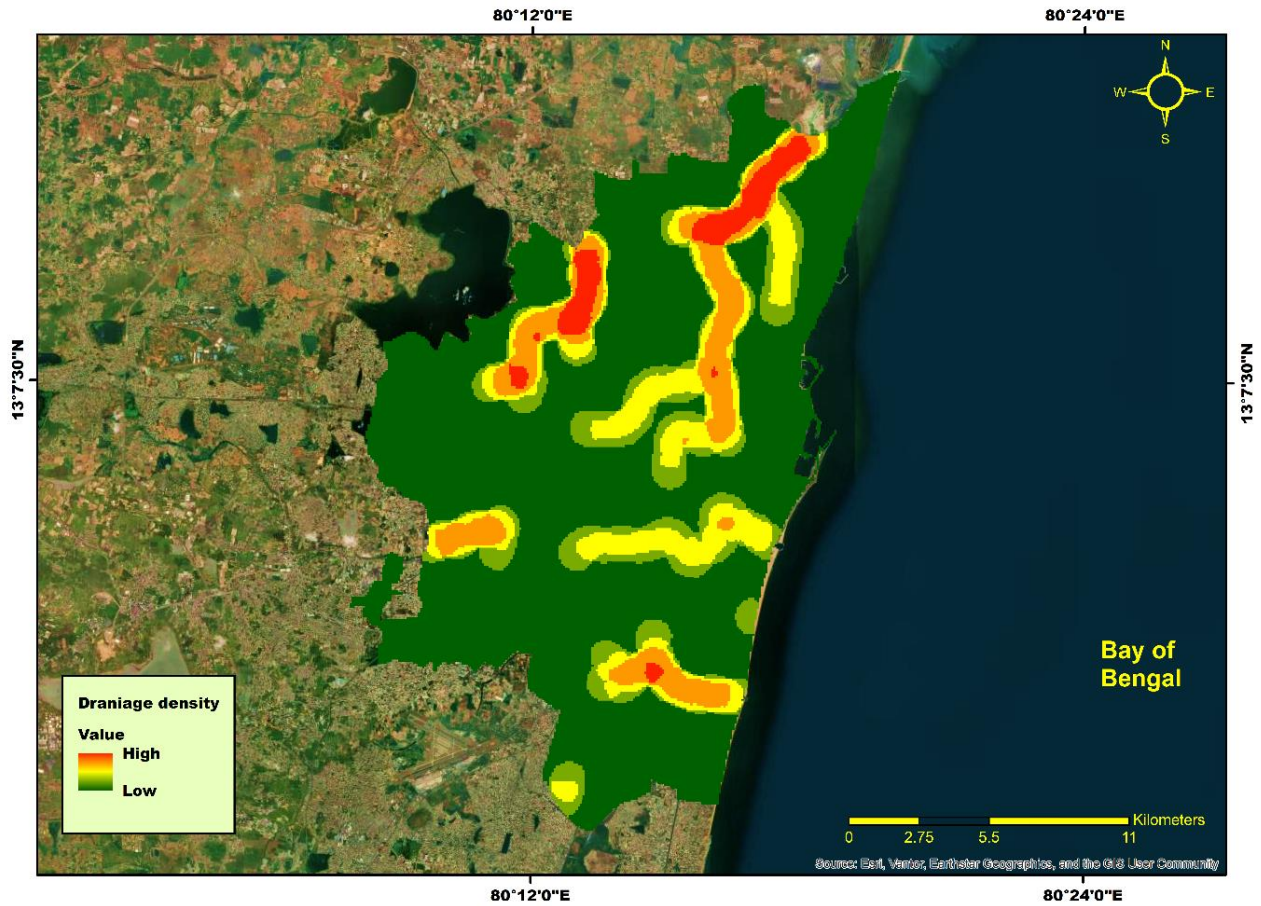 80°12'0"E
80°24'0"E
N
W
E
S
13°7'30"N
13°7'30"N
Bay of
Bengal
Draniage density
Value
High
Low
Kilometers
0
2.75
5.5
11
Source: Esri, Vantor, Earthstar Geographics, and the GIS User Community
80°12'0"E
80°24'0"E